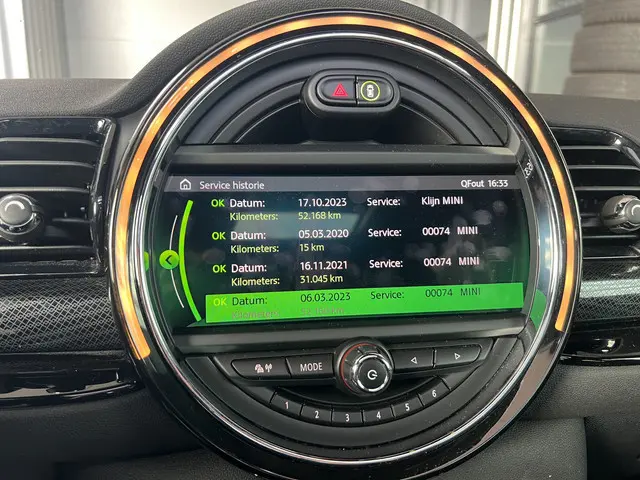 Service historie QFout 16:33
OK Datum: 17.10.2023 Service: Klijn MINI
Kilometers: 52.168 km
OK Datum: 05.03.2020 Service: 00074 MINI
Kilometers: 15 km
OK Datum: 16.11.2021 Service: 00074 MINI
Kilometers: 31.045 km
OK Datum: 06.03.2023 Service: 00074 MINI
Kilometers:
MODE
1 2 3 4 5 6